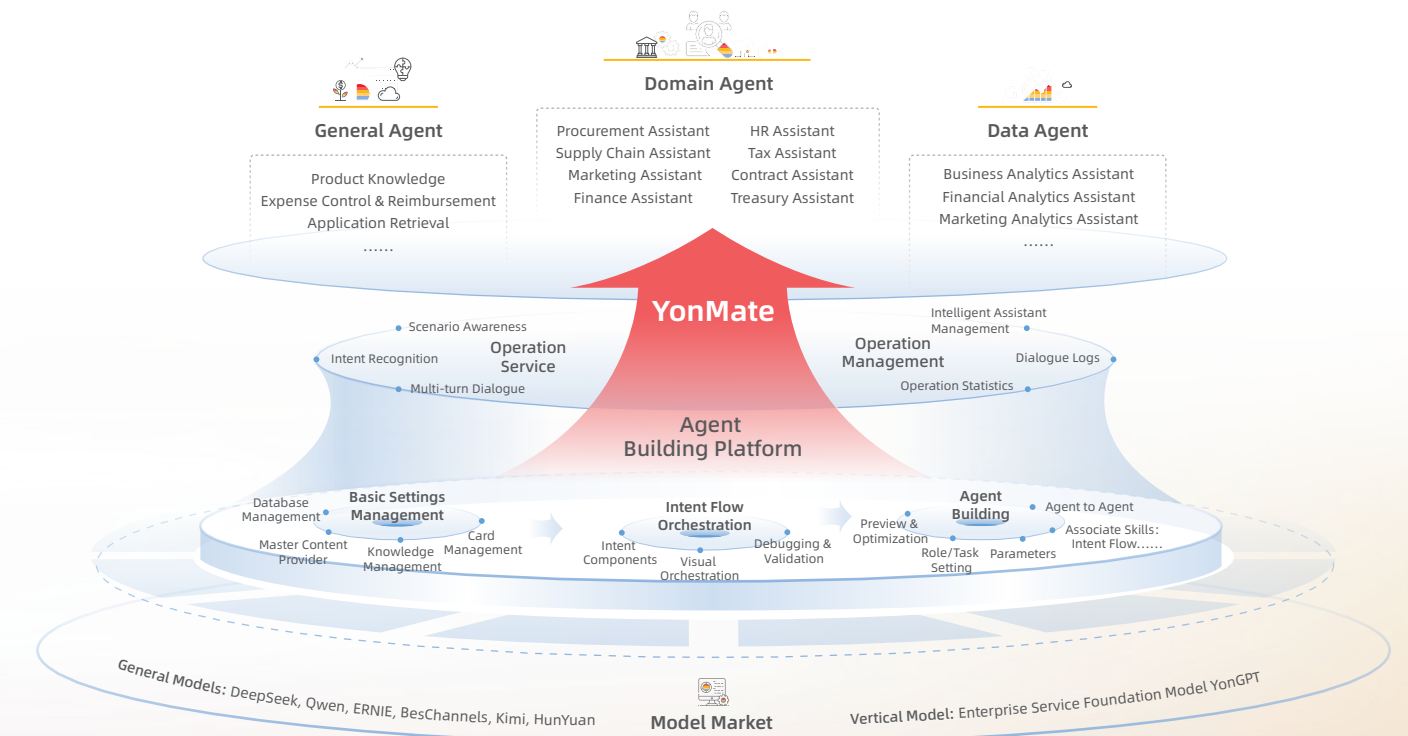 Domain Agent
Procurement Assistant
HR Assistant
Supply Chain Assistant
Tax Assistant
Marketing Assistant
Contract Assistant
Finance Assistant
Treasury Assistant
General Agent
Product Knowledge
Expense Control & Reimbursement
Application Retrieval
......
Data Agent
Business Analytics Assistant
Financial Analytics Assistant
Marketing Analytics Assistant
......
YonMate
Scenario Awareness
Intent Recognition
Multi-turn Dialogue
Operation
Service
Operation
Management
Intelligent Assistant
Management
Dialogue Logs
Operation Statistics
Agent
Building Platform
Basic Settings
Management
Database
Management
Master Content
Provider
Knowledge
Management
Card
Management
Intent Flow
Orchestration
Intent
Components
Visual
Orchestration
Debugging &
Validation
Agent
Building
Preview &
Optimization
Role/Task
Setting
Parameters
Agent to Agent
Associate Skills:
Intent Flow......
General Models: DeepSeek, Qwen, ERNIE, BesChannels, Kimi, HunYuan
Model Market
Vertical Model: Enterprise Service Foundation Model YonGPT